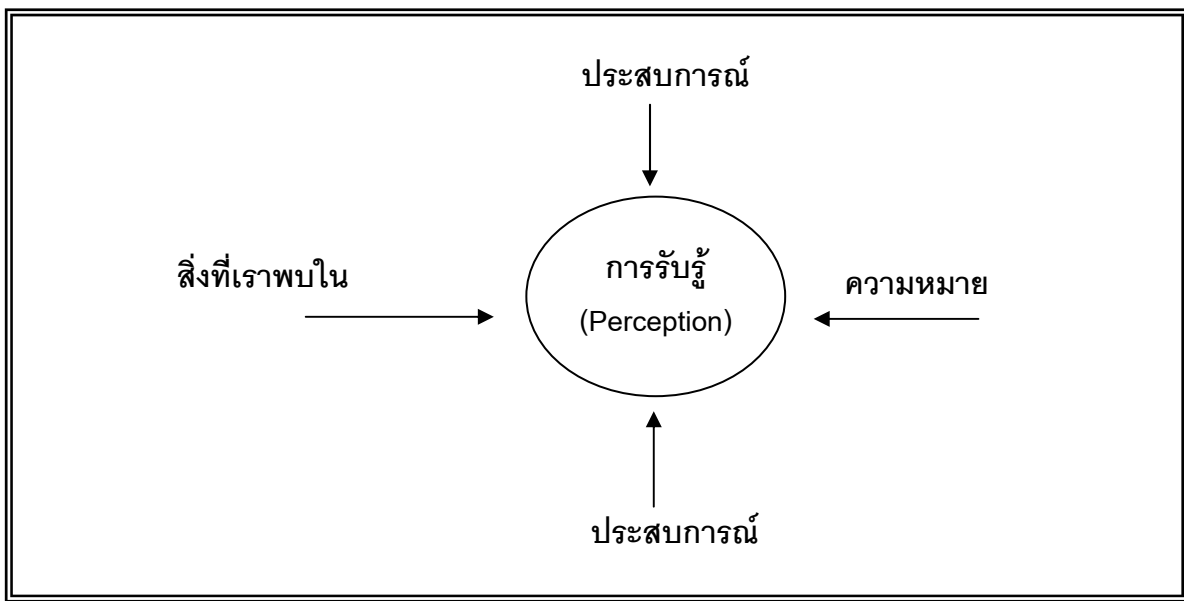 ประสบการณ์
สิ่งที่เราพบใน
การรับรู้
(Perception)
ความหมาย
ประสบการณ์